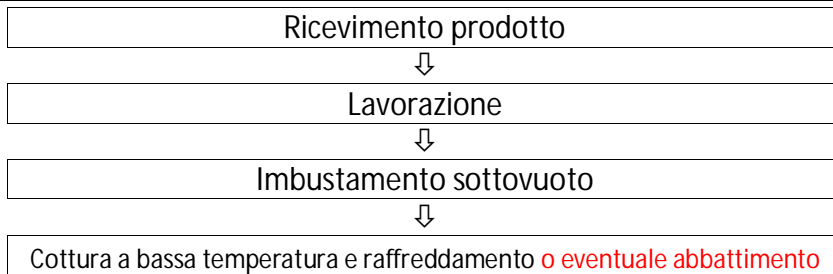 Ricevimento prodotto
⇩
Lavorazione
⇩
Imbustamento sottovuoto
⇩
Cottura a bassa temperatura e raffreddamento o eventuale abbattimento